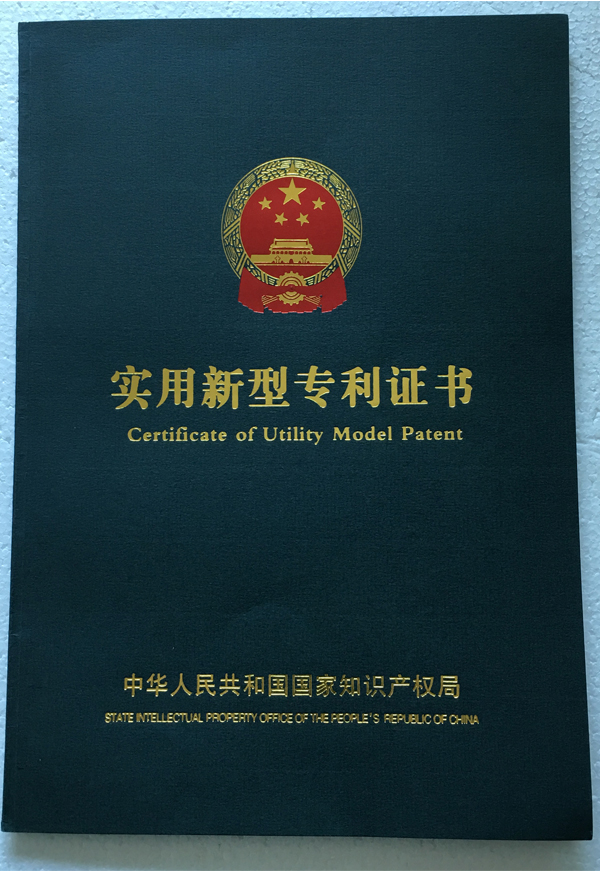 实用新型专利证书
Certificate of Utility Model Patent
中华人民共和国国家知识产权局
STATE INTELLECTUAL PROPERTY OFFICE OF THE PEOPLE'S REPUBLIC OF CHINA